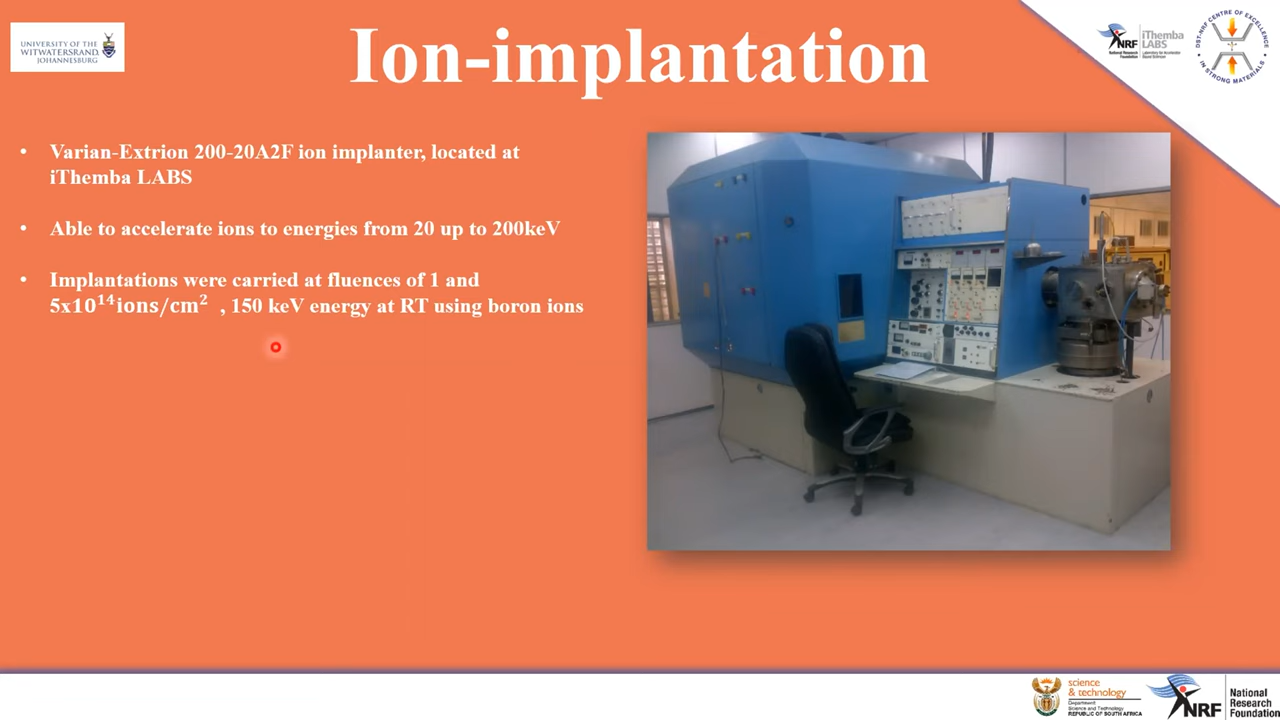 UNIVERSITY OF THE
WITWATERSRAND,
JOHANNESBURG
Ion-implantation
NRF
National Research
Foundation
iThemba
LABS
Laboratory for Accelerator
Based Sciences
DST-NRF CENTRE OF EXCELLENCE
IN STRONG MATERIALS
• Varian-Extrion 200-20A2F ion implanter, located at
iThemba LABS
• Able to accelerate ions to energies from 20 up to 200keV
• Implantations were carried at fluences of 1 and
5x10¹⁴ions/cm² , 150 keV energy at RT using boron ions
science
& technology
Department:
Science and Technology
REPUBLIC OF SOUTH AFRICA
NRF
National
Research
Foundation